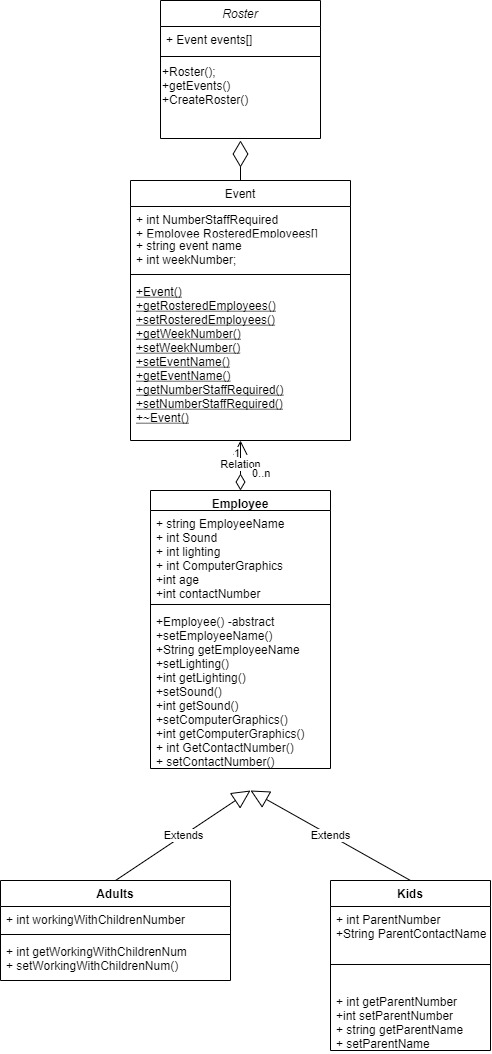 Roster
+ Event events[]
+Roster();
+getEvents()
+CreateRoster()
Event
+ int NumberStaffRequired
+ Employee RosteredEmployees[]
+ string event name
+ int weekNumber;
+Event()
+getRosteredEmployees()
+setRosteredEmployees()
+getWeekNumber()
+setWeekNumber()
+setEventName()
+getEventName()
+getNumberStaffRequired()
+setNumberStaffRequired()
+~Event()
1
Relation
0..n
Employee
+ string EmployeeName
+ int Sound
+ int lighting
+ int ComputerGraphics
+int age
+int contactNumber
+Employee() -abstract
+setEmployeeName()
+String getEmployeeName
+setLighting()
+int getLighting()
+setSound()
+int getSound()
+setComputerGraphics()
+int getComputerGraphics()
+ int GetContactNumber()
+ setContactNumber()
Extends
Extends
Adults
+ int workingWithChildrenNumber
+ int getWorkingWithChildrenNum
+ setWorkingWithChildrenNum()
Kids
+ int ParentNumber
+String ParentContactName
+ int getParentNumber
+int setParentNumber
+ string getParentName
+ setParentName